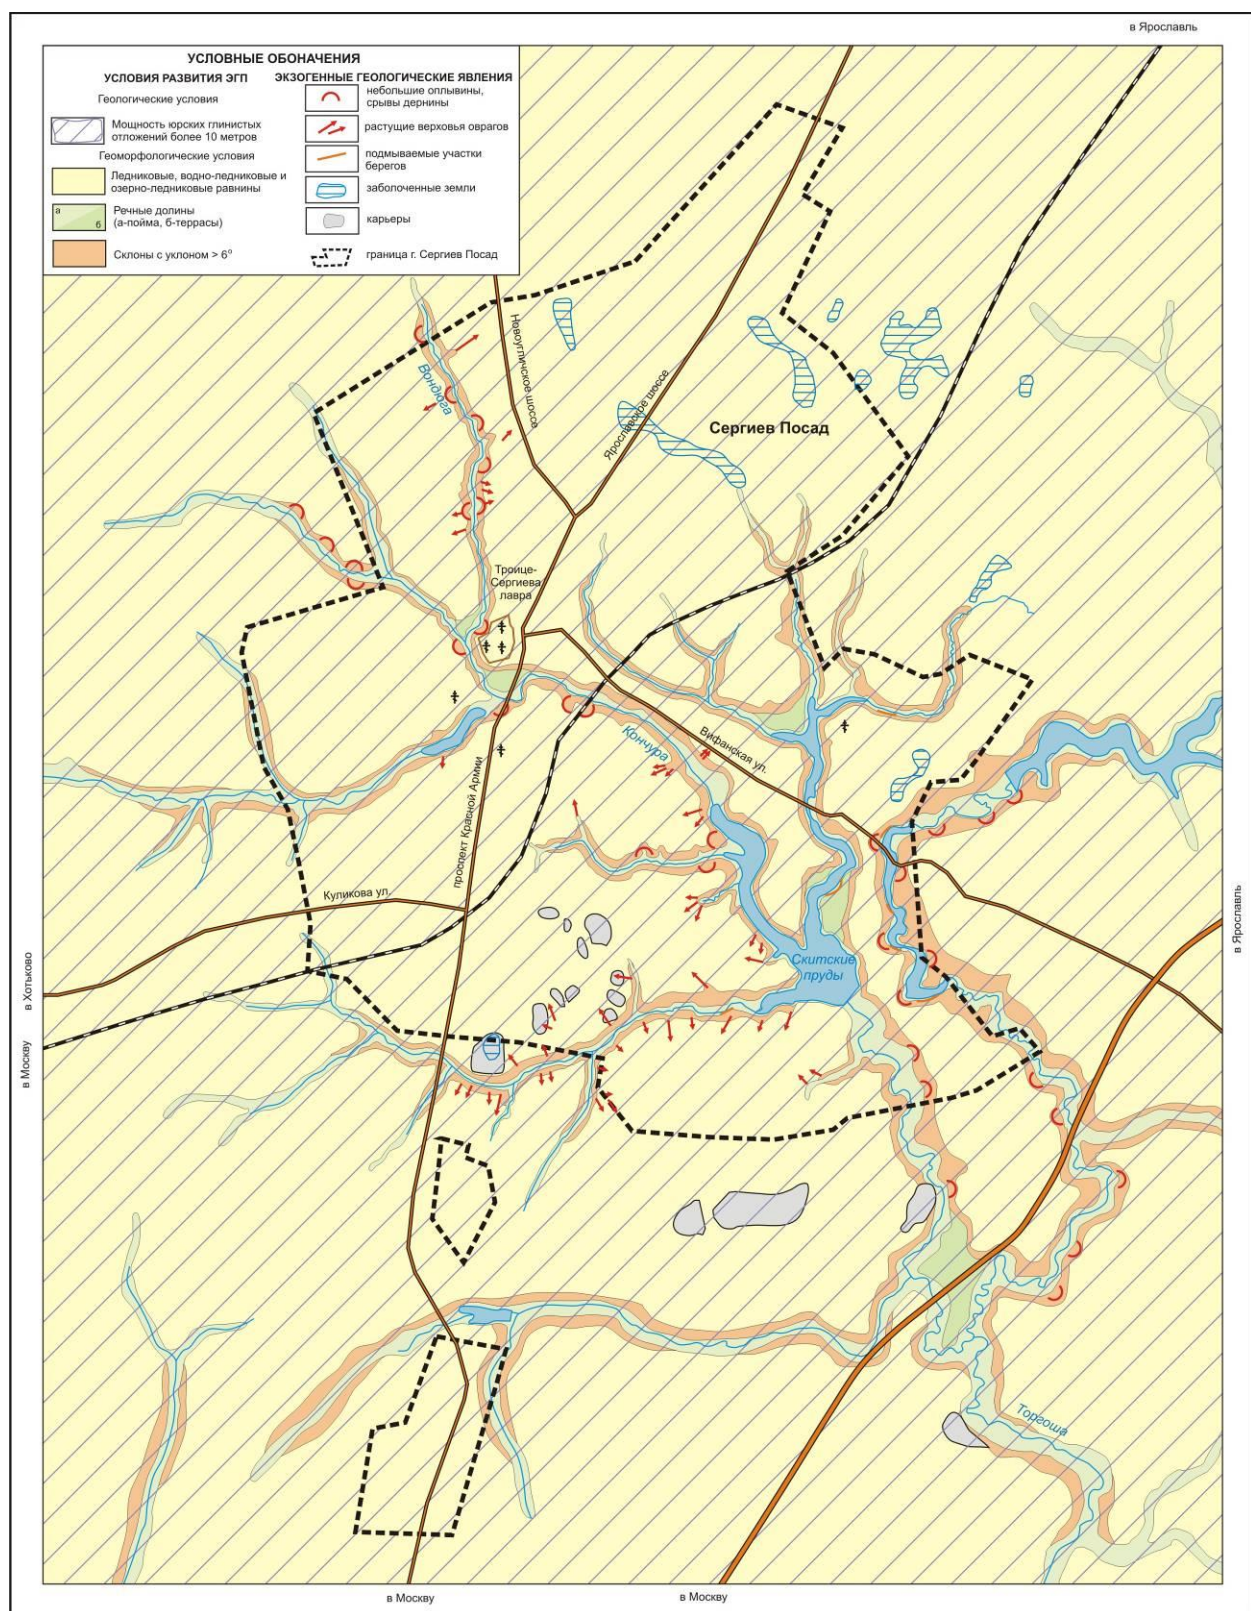 в Ярославль
УСЛОВНЫЕ ОБОЗНАЧЕНИЯ
УСЛОВИЯ РАЗВИТИЯ ЭГП
Геологические условия
Мощность юрских глинистых
отложений более 10 метров
Геоморфологические условия
Ледниковые, водно-ледниковые и
озерно-ледниковые равнины
а
б
Речные долины
(а-пойма, б-террасы)
Склоны с уклоном > 6°
ЭКЗОГЕННЫЕ ГЕОЛОГИЧЕСКИЕ ЯВЛЕНИЯ
небольшие оплывины,
срывы дернины
растущие верховья оврагов
подмываемые участки
берегов
заболоченные земли
карьеры
граница г. Сергиев Посад
Новоугличское шоссе
Вондюга
Ярославское шоссе
Сергиев Посад
Троице-
Сергиева
лавра
Кончура
Вифанская ул.
проспект Красной Армии
Куликова ул.
Скитские
пруды
в Хотьково
в Москву
в Ярославль
Торгоша
в Москву
в Москву